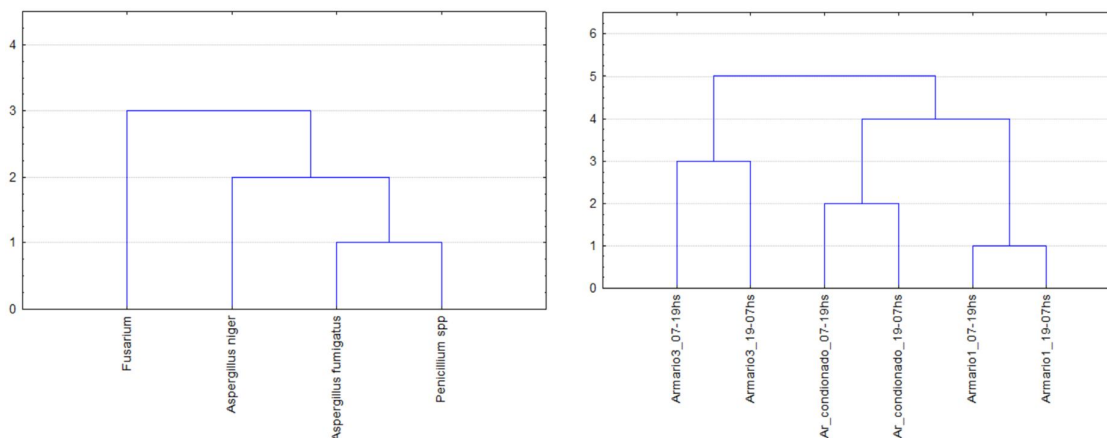 4
3
2
1
0
Fusarium
Aspergillus niger
Aspergillus fumigatus
Penicillium spp
6
5
4
3
2
1
0
Armario3_07-19hs
Armario3_19-07hs
Ar_condionado_07-19hs
Ar_condionado_19-07hs
Armario1_07-19hs
Armario1_19-07hs